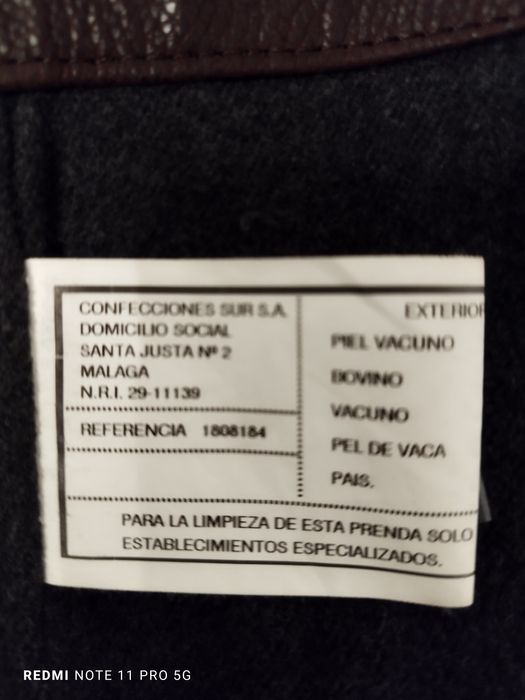 CONFECCIONES SUR S.A.
DOMICILIO SOCIAL
SANTA JUSTA Nº 2
MALAGA
N.R.I. 29-11139
REFERENCIA 1808184
EXTERIOR
PIEL VACUNO
BOVINO
VACUNO
PEL DE VACA
PAIS.
PARA LA LIMPIEZA DE ESTA PRENDA SOLO
ESTABLECIMIENTOS ESPECIALIZADOS.
REDMI NOTE 11 PRO 5G